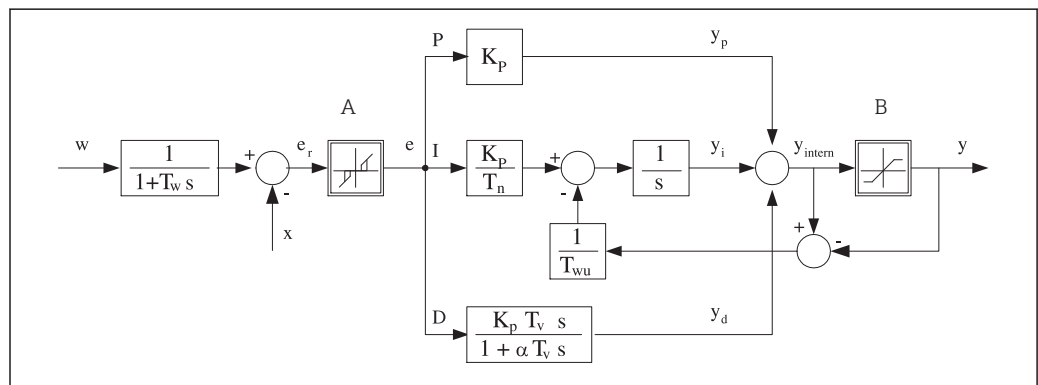 P
K_P
y_p
A
B
w
1
1+T_w s
+
-
e_r
e
I
K_P
T_n
+
-
1
s
y_i
y_intern
y
x
1
T_wu
+
-
D
K_p T_v s
1 + α T_v s
y_d